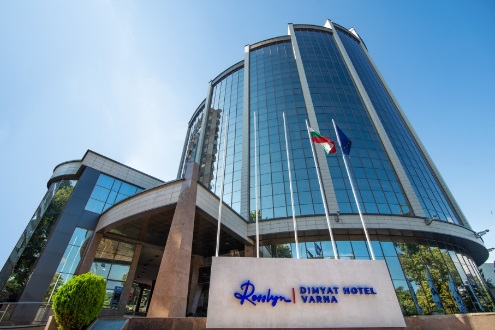 Rosslyn | DIMYAT HOTEL
VARNA